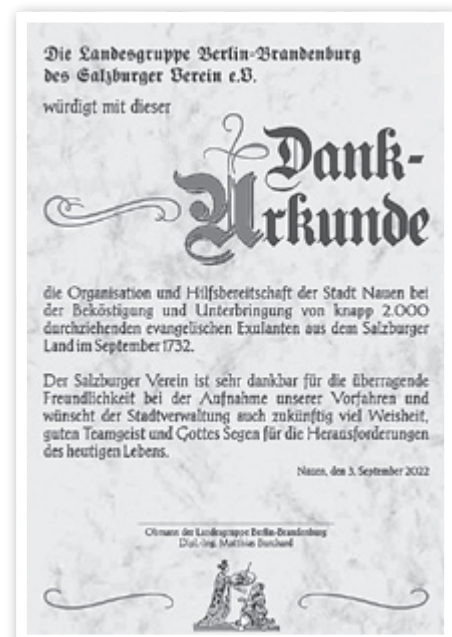 Die Landesgruppe Berlin-Brandenburg
des Salzburger Verein e.V.
würdigt mit dieser
Dank-
Urkunde
die Organisation und Hilfsbereitschaft der Stadt Nauen bei
der Beköstigung und Unterbringung von knapp 2.000
durchziehenden evangelischen Exulanten aus dem Salzburger
Land im September 1732.
Der Salzburger Verein ist sehr dankbar für die überragende
Freundlichkeit bei der Aufnahme unserer Vorfahren und
wünscht der Stadtverwaltung auch zukünftig viel Weisheit,
guten Teamgeist und Gottes Segen für die Herausforderungen
des heutigen Lebens.
Nauen, den 3. September 2022
Obmann der Landesgruppe Berlin-Brandenburg
Dipl.-Ing. Matthias